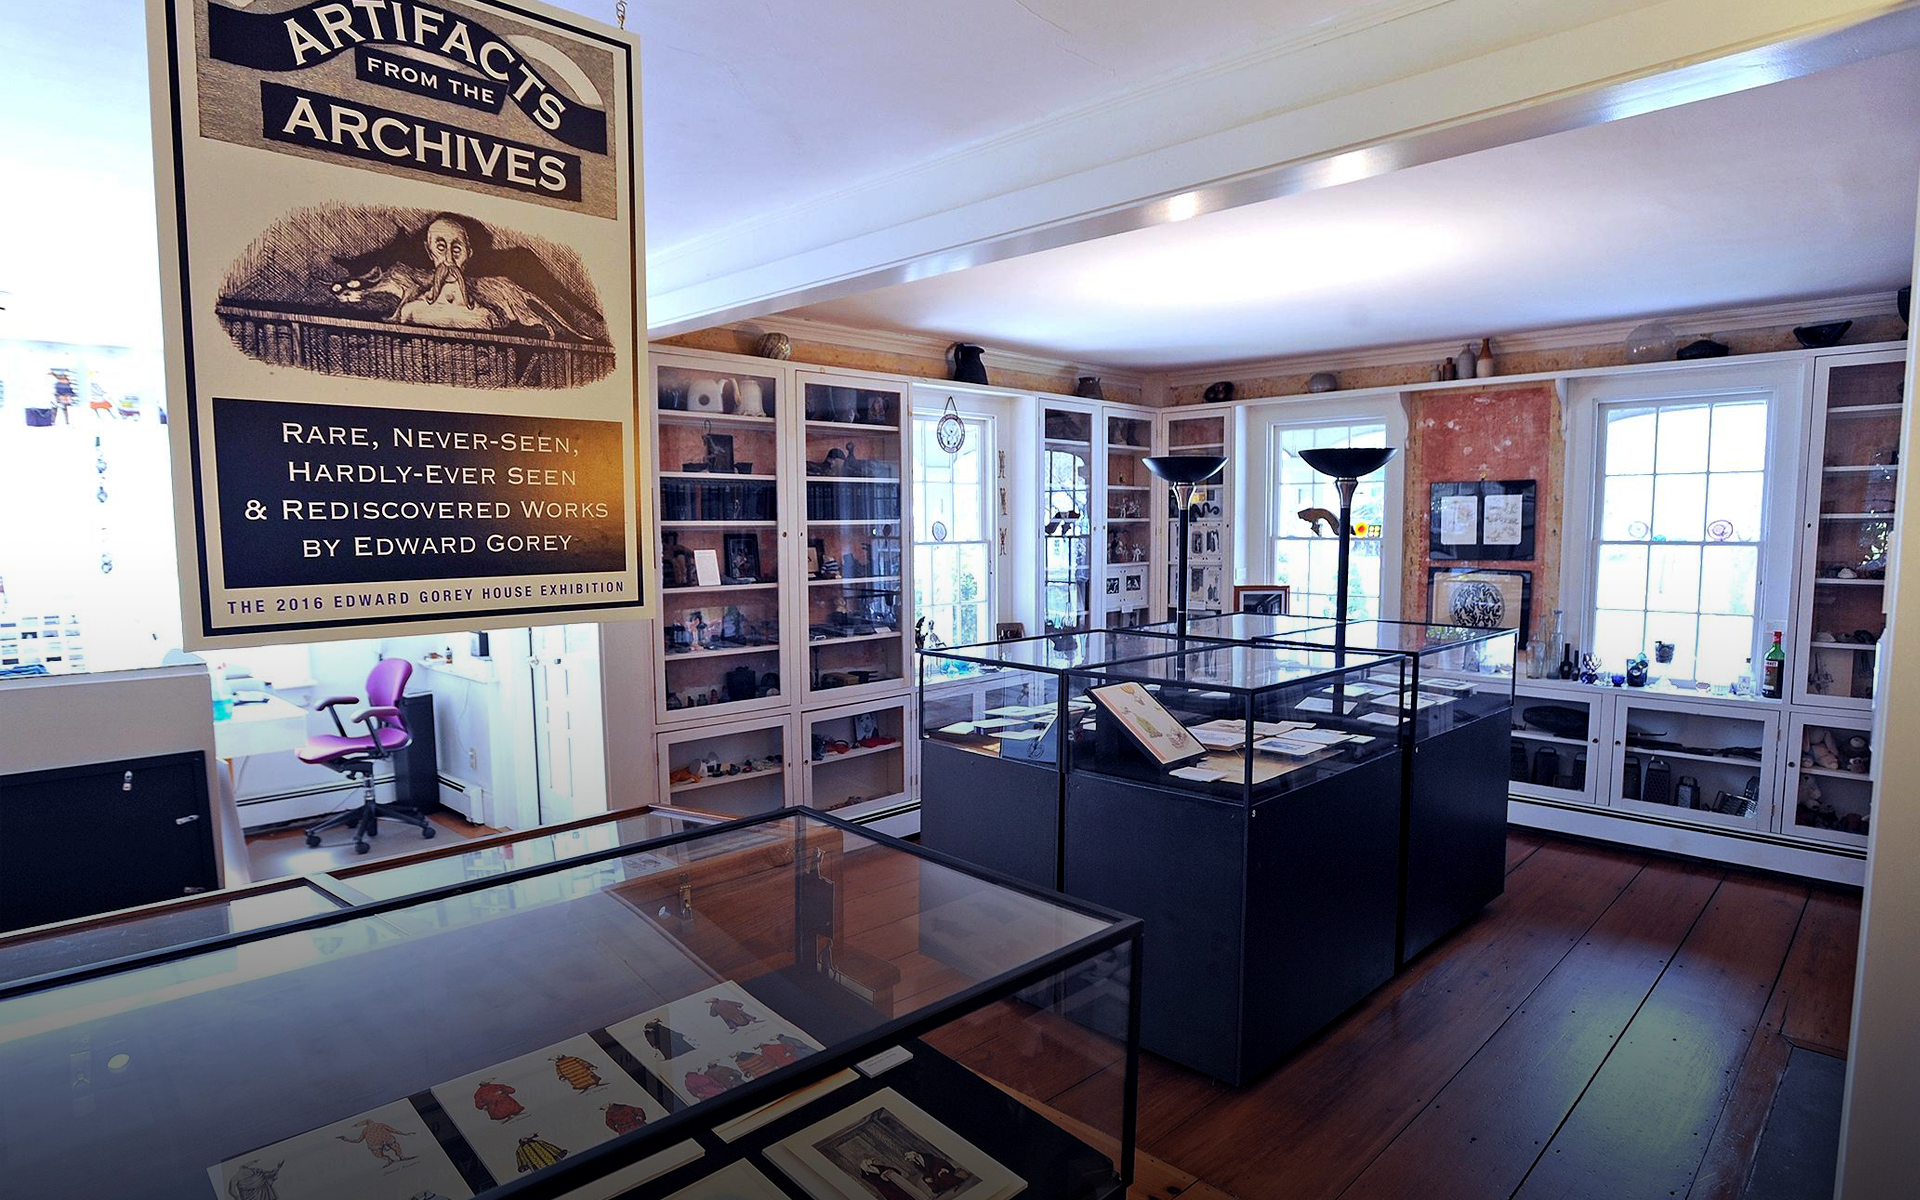 ARTIFACTS
FROM THE
ARCHIVES
RARE, NEVER-SEEN,
HARDLY-EVER SEEN
& REDISCOVERED WORKS
BY EDWARD GOREY
THE 2016 EDWARD GOREY HOUSE EXHIBITION